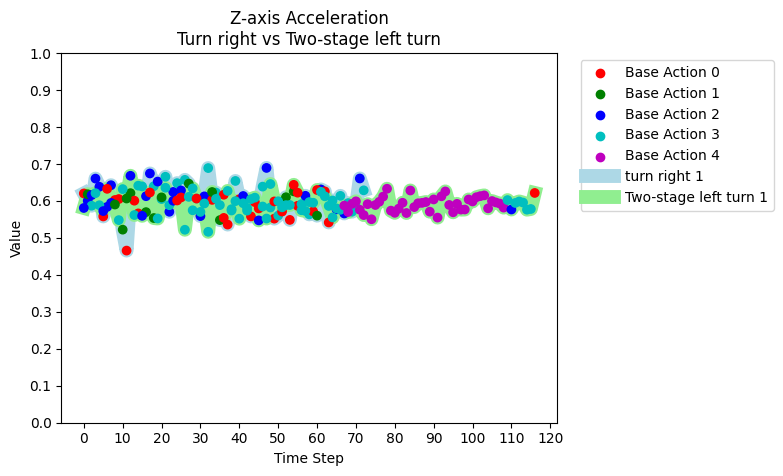 Z-axis Acceleration
Turn right vs Two-stage left turn
1.0
0.9
0.8
0.7
0.6
0.5
0.4
0.3
0.2
0.1
0.0
Value
0 10 20 30 40 50 60 70 80 90 100 110 120
Time Step
Base Action 0
Base Action 1
Base Action 2
Base Action 3
Base Action 4
turn right 1
Two-stage left turn 1